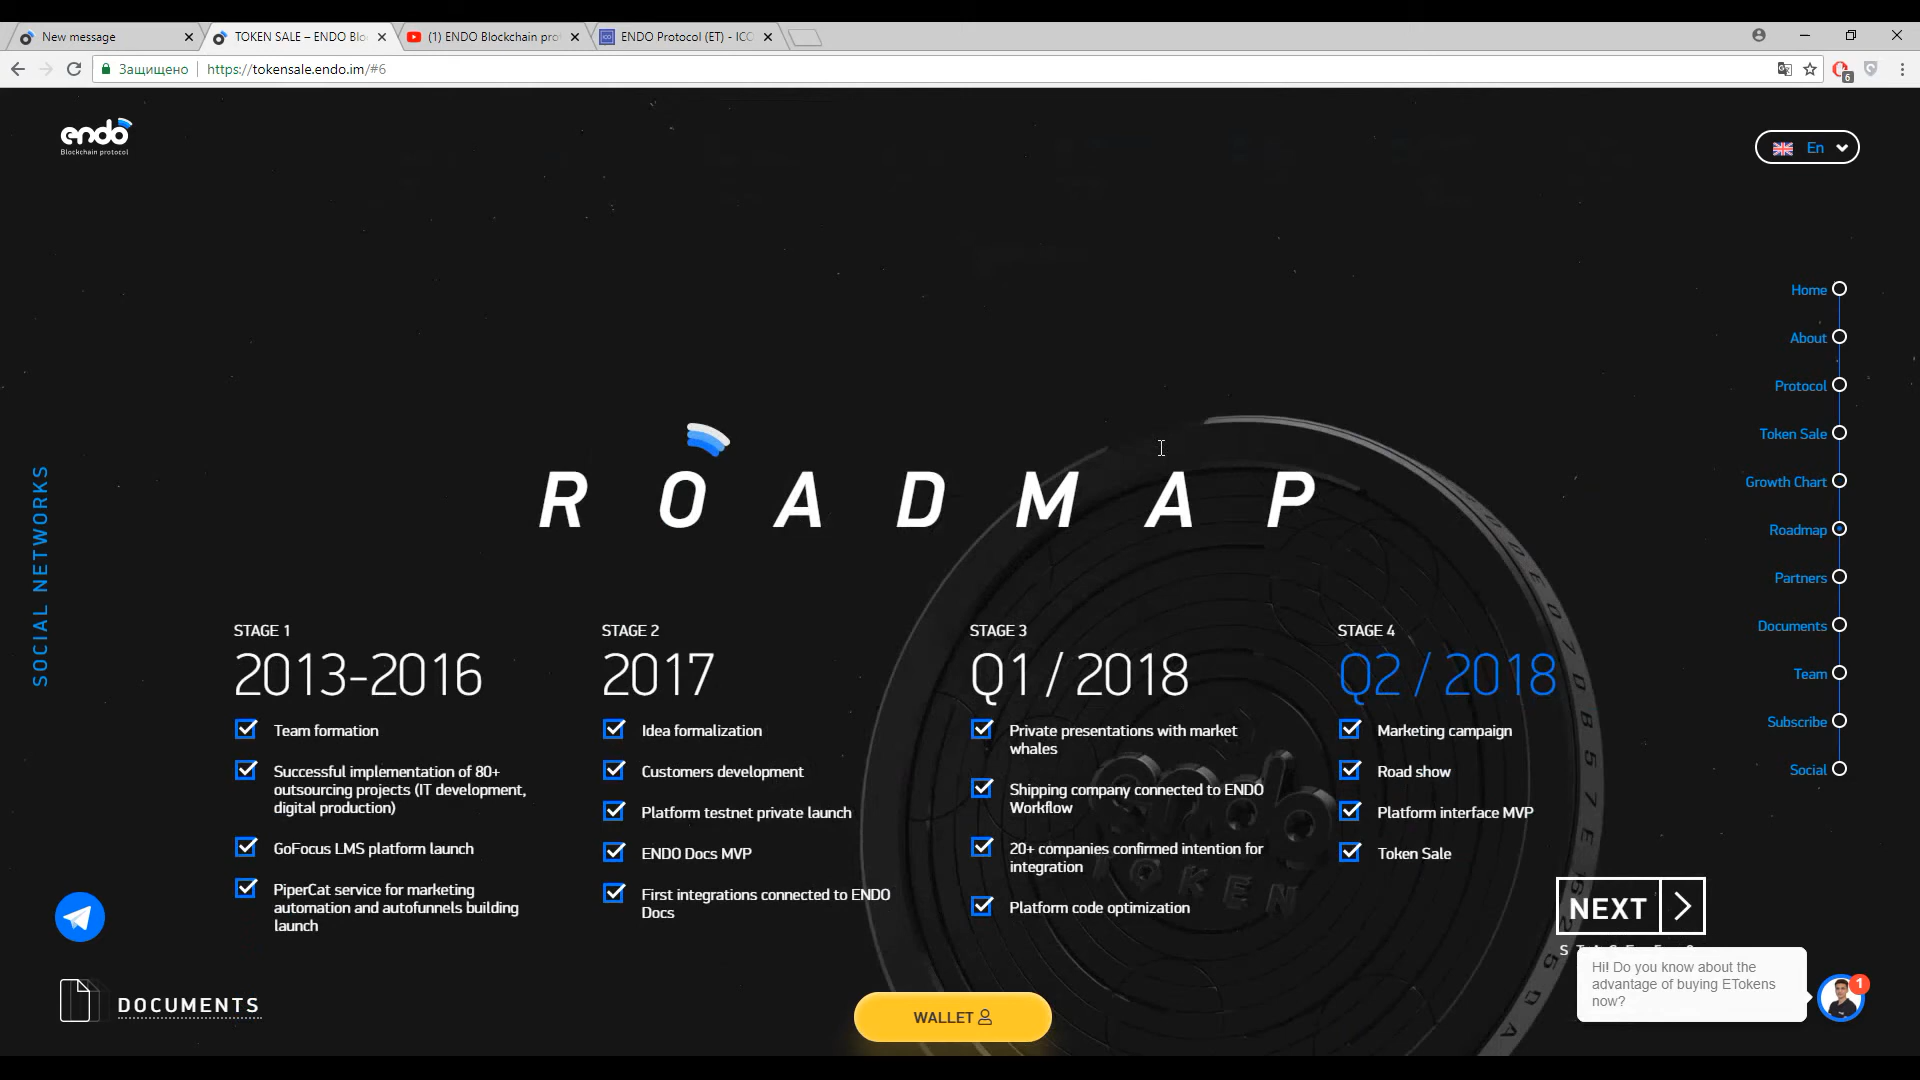 New message
TOKEN SALE – ENDO Blo
(1) ENDO Blockchain pro
ENDO Protocol (ET) - ICO
Защищено
https://tokensale.endo.im/#6
6
endo
Blockchain protocol
En
Home
About
Protocol
Token Sale
Growth Chart
Roadmap
Partners
Documents
Team
Subscribe
Social
SOCIAL NETWORKS
ROADMAP
STAGE 1
2013-2016
Team formation
Successful implementation of 80+
outsourcing projects (IT development,
digital production)
GoFocus LMS platform launch
PiperCat service for marketing
automation and autofunnels building
launch
STAGE 2
2017
Idea formalization
Customers development
Platform testnet private launch
ENDO Docs MVP
First integrations connected to ENDO
Docs
STAGE 3
Q1 / 2018
Private presentations with market
whales
Shipping company connected to ENDO
Workflow
20+ companies confirmed intention for
integration
Platform code optimization
STAGE 4
Q2 / 2018
Marketing campaign
Road show
Platform interface MVP
Token Sale
endo
TOKEN
NEXT
Hi! Do you know about the
advantage of buying ETokens
now?
1
DOCUMENTS
WALLET